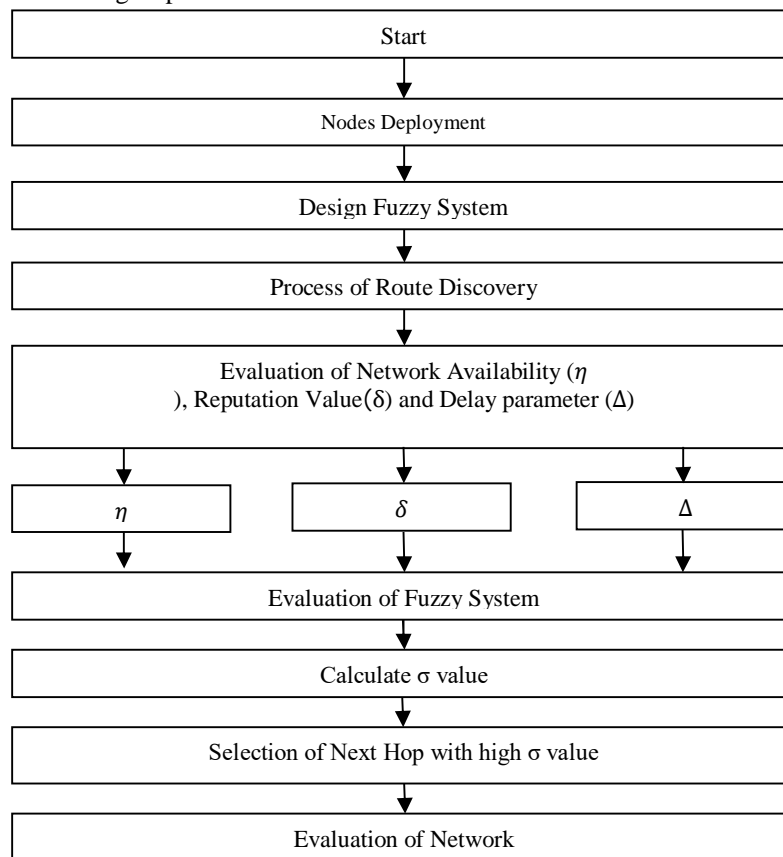 Start
Nodes Deployment
Design Fuzzy System
Process of Route Discovery
Evaluation of Network Availability (η
), Reputation Value(δ) and Delay parameter (Δ)
η
δ
Δ
Evaluation of Fuzzy System
Calculate σ value
Selection of Next Hop with high σ value
Evaluation of Network